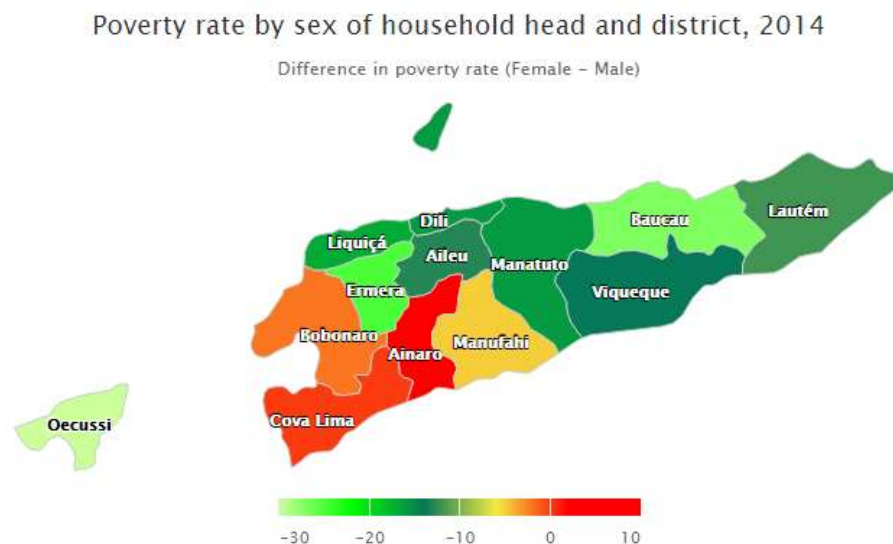 Poverty rate by sex of household head and district, 2014
Difference in poverty rate (Female - Male)
Dili
Baucau
Lautém
Liquiçá
Aileu
Manatuto
Ermera
Viqueque
Bobonaro
Ainaro
Manufahi
Cova Lima
Oecussi
-30 -20 -10 0 10